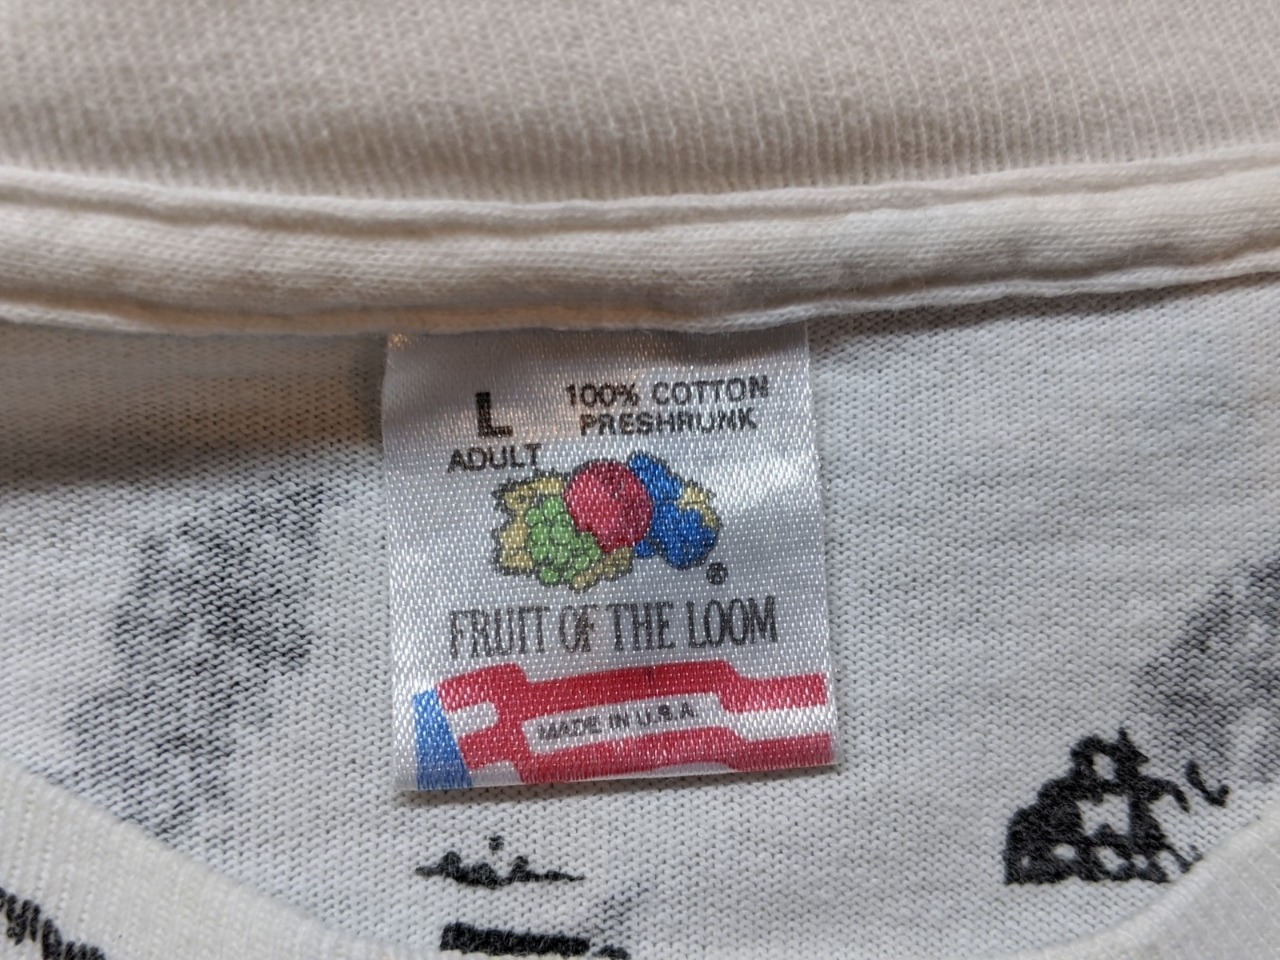 L
100% COTTON
PRESHRUNK
ADULT
®
FRUIT OF THE LOOM
MADE IN U.S.A.